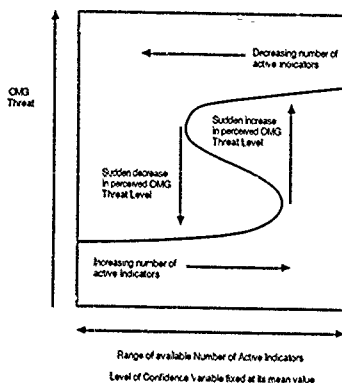 Decreasing number of
active indicators
OMG
Threat
Sudden increase
in perceived OMG
Threat Level
Sudden decrease
in perceived OMG
Threat Level
Increasing number of
active Indicators
Range of available Number of Active Indicators
Level of Confidence Variable fixed at its mean value